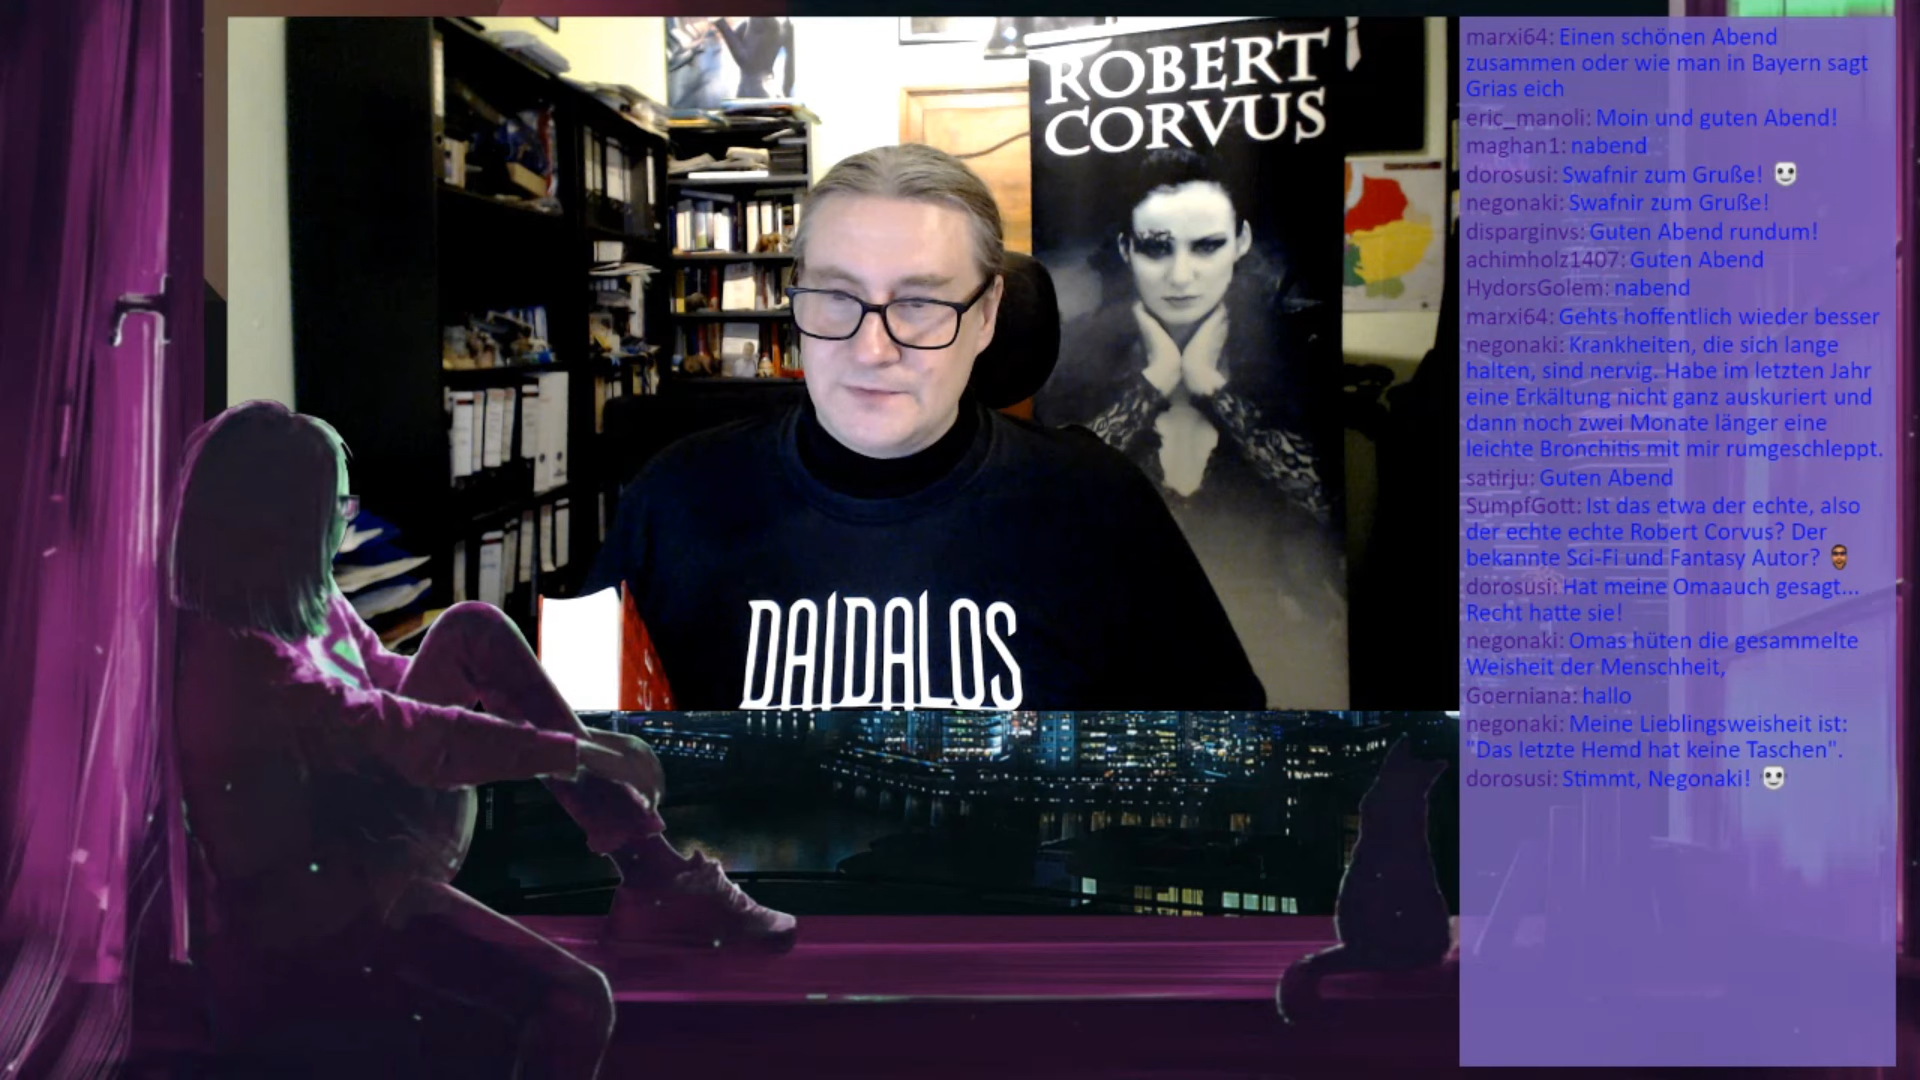 ROBERT
CORVUS
DAIDALOS
marxi64: Einen schönen Abend
zusammen oder wie man in Bayern sagt
Grias eich
eric_manoli: Moin und guten Abend!
maghan1: nabend
dorosusi: Swafnir zum Gruße!
negonaki: Swafnir zum Gruße!
disparginvs: Guten Abend rundum!
achimholz1407: Guten Abend
HydorsGolem: nabend
marxi64: Gehts hoffentlich wieder besser
negonaki: Krankheiten, die sich lange
halten, sind nervig. Habe im letzten Jahr
eine Erkältung nicht ganz auskuriert und
dann noch zwei Monate länger eine
leichte Bronchitis mit mir rumgeschleppt.
satirju: Guten Abend
SumpfGott: Ist das etwa der echte, also
der echte echte Robert Corvus? Der
bekannte Sci-Fi und Fantasy Autor?
dorosusi: Hat meine Omaauch gesagt...
Recht hatte sie!
negonaki: Omas hüten die gesammelte
Weisheit der Menschheit,
Goerniana: hallo
negonaki: Meine Lieblingsweisheit ist:
"Das letzte Hemd hat keine Taschen".
dorosusi: Stimmt, Negonaki!